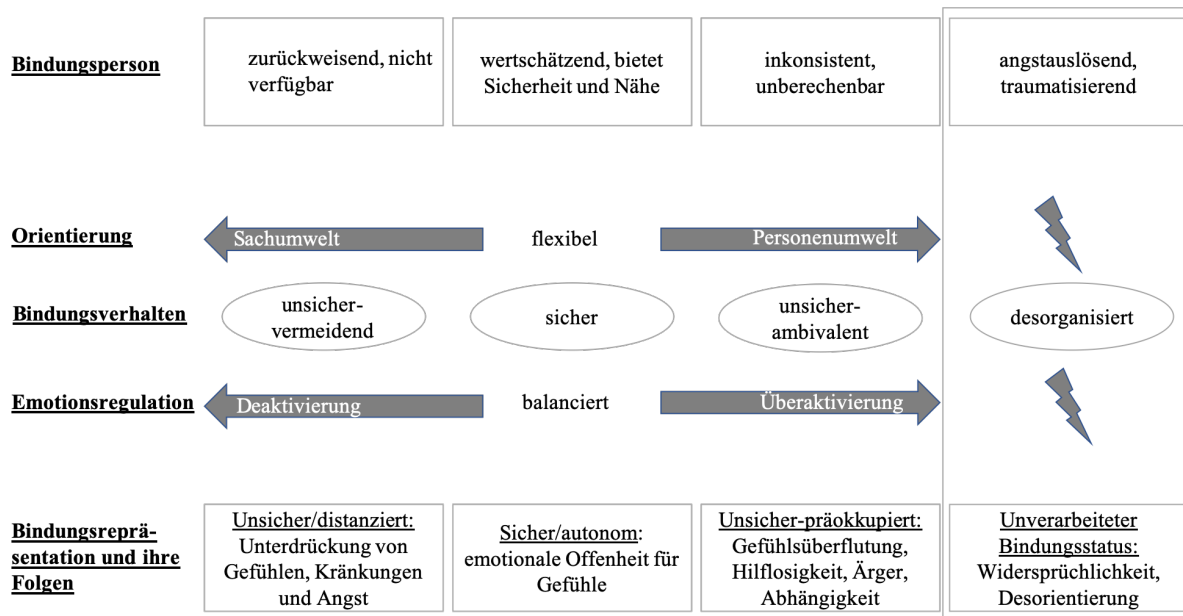 Bindungsperson
zurückweisend, nicht
verfügbar
wertschätzend, bietet
Sicherheit und Nähe
inkonsistent,
unberechenbar
angstauslösend,
traumatisierend
Orientierung
Sachumwelt
flexibel
Personenumwelt
Bindungsverhalten
unsicher-
vermeidend
sicher
unsicher-
ambivalent
desorganisiert
Emotionsregulation
Deaktivierung
balanciert
Überaktivierung
Bindungsreprä-
sentation und ihre
Folgen
Unsicher/distanziert:
Unterdrückung von
Gefühlen, Kränkungen
und Angst
Sicher/autonom:
emotionale Offenheit für
Gefühle
Unsicher-präokkupiert:
Gefühlsüberflutung,
Hilflosigkeit, Ärger,
Abhängigkeit
Unverarbeiteter
Bindungsstatus:
Widersprüchlichkeit,
Desorientierung